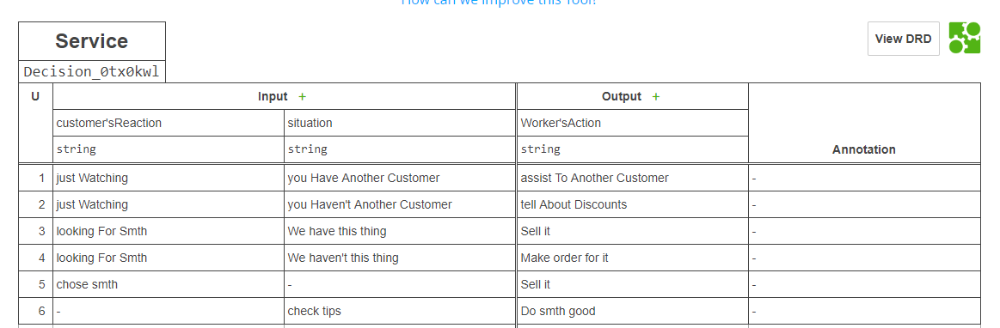 How can we improve this Tool?
Service
View DRD
Decision_0tx0kwl
U Input + Output + Annotation
customer'sReaction situation Worker'sAction
string string string
1 just Watching you Have Another Customer assist To Another Customer -
2 just Watching you Haven't Another Customer tell About Discounts -
3 looking For Smth We have this thing Sell it -
4 looking For Smth We haven't this thing Make order for it -
5 chose smth - Sell it -
6 - check tips Do smth good -